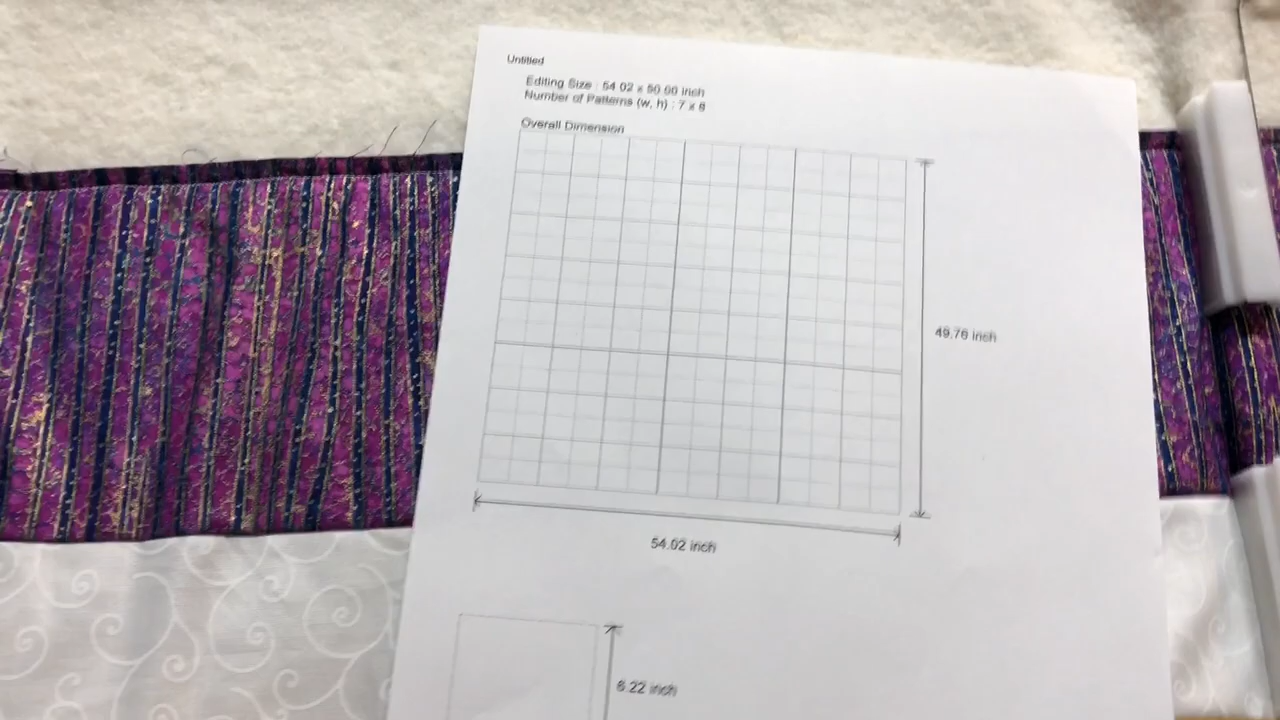 Untitled
Editing Size : 54.02 x 50.00 inch
Number of Patterns (w, h) : 7 x 8
Overall Dimension
49.76 inch
54.02 inch
6.22 inch